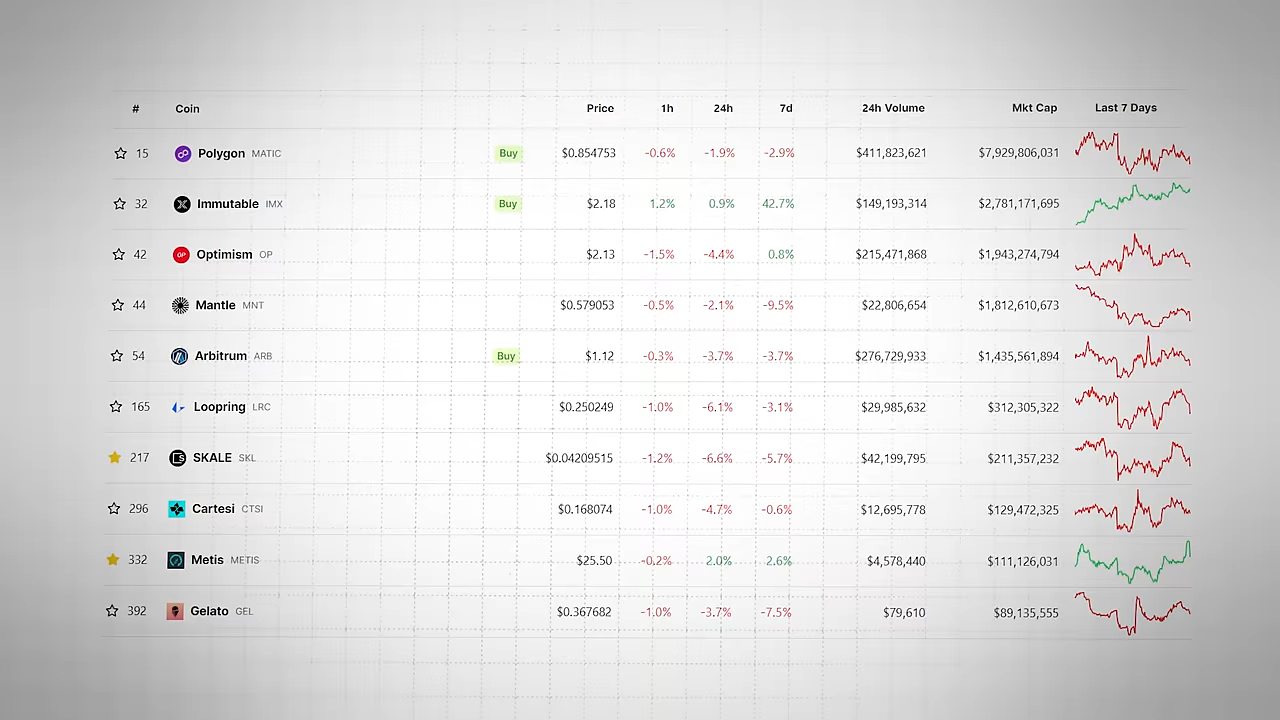 # Coin Price 1h 24h 7d 24h Volume Mkt Cap Last 7 Days
15 Polygon MATIC Buy $0.854753 -0.6% -1.9% -2.9% $411,823,621 $7,929,806,031
32 Immutable IMX Buy $2.18 1.2% 0.9% 42.7% $149,193,314 $2,781,171,695
42 OP Optimism OP $2.13 -1.5% -4.4% 0.8% $215,471,868 $1,943,274,794
44 Mantle MNT $0.579053 -0.5% -2.1% -9.5% $22,806,654 $1,812,610,673
54 Arbitrum ARB Buy $1.12 -0.3% -3.7% -3.7% $276,729,933 $1,435,561,894
165 Loopring LRC $0.250249 -1.0% -6.1% -3.1% $29,985,632 $312,305,322
217 SKALE SKL $0.04209515 -1.2% -6.6% -5.7% $42,199,795 $211,357,232
296 Cartesi CTSI $0.168074 -1.0% -4.7% -0.6% $12,695,778 $129,472,325
332 Metis METIS $25.50 -0.2% 2.0% 2.6% $4,578,440 $111,126,031
392 Gelato GEL $0.367682 -1.0% -3.7% -7.5% $79,610 $89,135,555